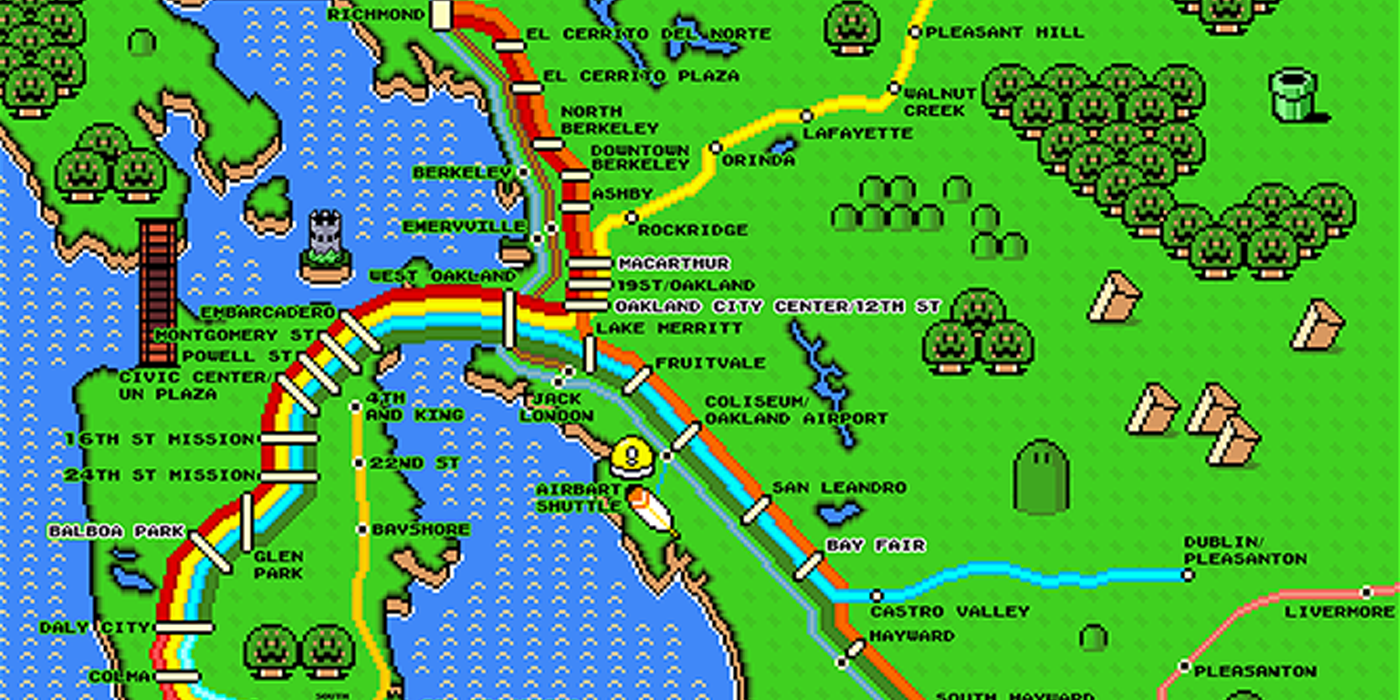 RICHMOND
EL CERRITO DEL NORTE
PLEASANT HILL
EL CERRITO PLAZA
WALNUT
CREEK
NORTH
BERKELEY
LAFAYETTE
DOWNTOWN
BERKELEY
ORINDA
BERKELEY
ASHBY
EMERYVILLE
ROCKRIDGE
MACARTHUR
WEST OAKLAND
19ST/OAKLAND
OAKLAND CITY CENTER/12TH ST
EMBARCADERO
LAKE MERRITT
MONTGOMERY ST
POWELL ST
FRUITVALE
CIVIC CENTER/
UN PLAZA
4TH
AND KING
JACK
LONDON
COLISEUM/
OAKLAND AIRPORT
16TH ST MISSION
22ND ST
24TH ST MISSION
AIRBART
SHUTTLE
SAN LEANDRO
BALBOA PARK
BAYSHORE
BAY FAIR
GLEN
PARK
DUBLIN/
PLEASANTON
CASTRO VALLEY
LIVERMORE
DALY CITY
HAYWARD
COLMA
PLEASANTON
SOUTH
SOUTH HAYWARD